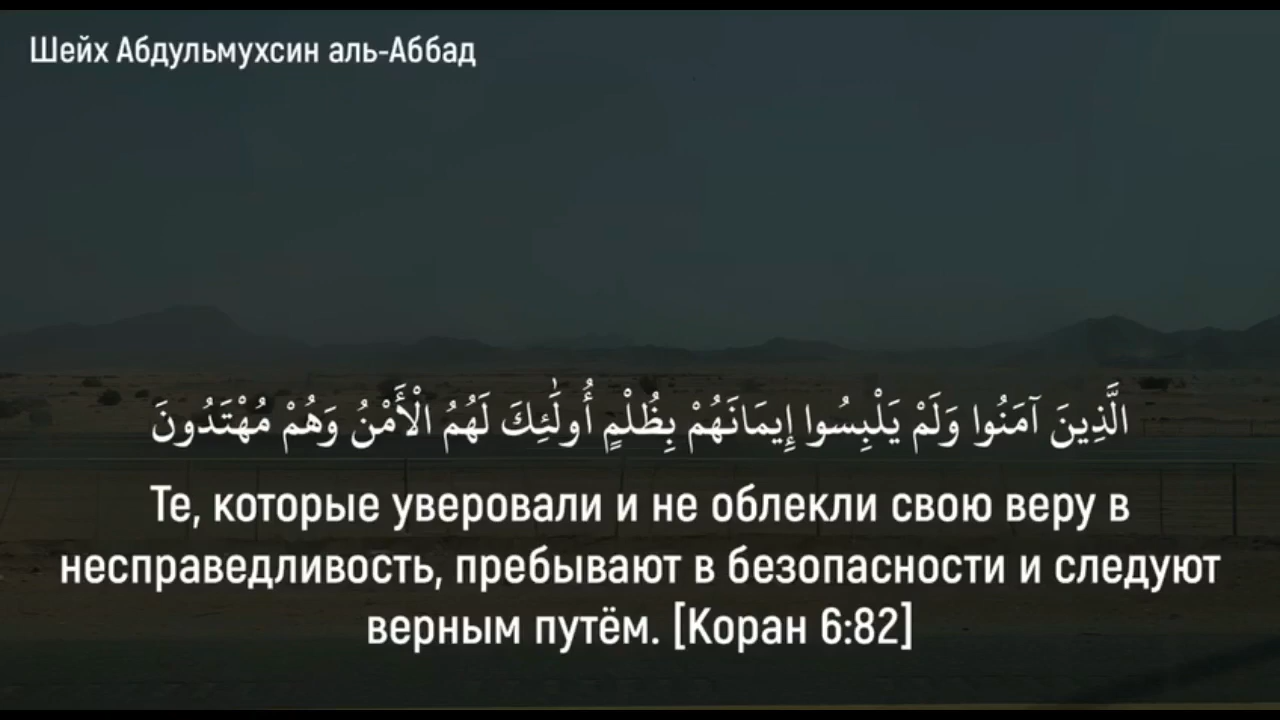 Шейх Абдульмухсин аль-Аббад
الَّذِينَ آمَنُوا وَلَمْ يَلْبِسُوا إِيمَانَهُمْ بِظُلْمٍ أُولَٰئِكَ لَهُمُ الْأَمْنُ وَهُمْ مُهْتَدُونَ
Те, которые уверовали и не облекли свою веру в
несправедливость, пребывают в безопасности и следуют
верным путём. [Коран 6:82]